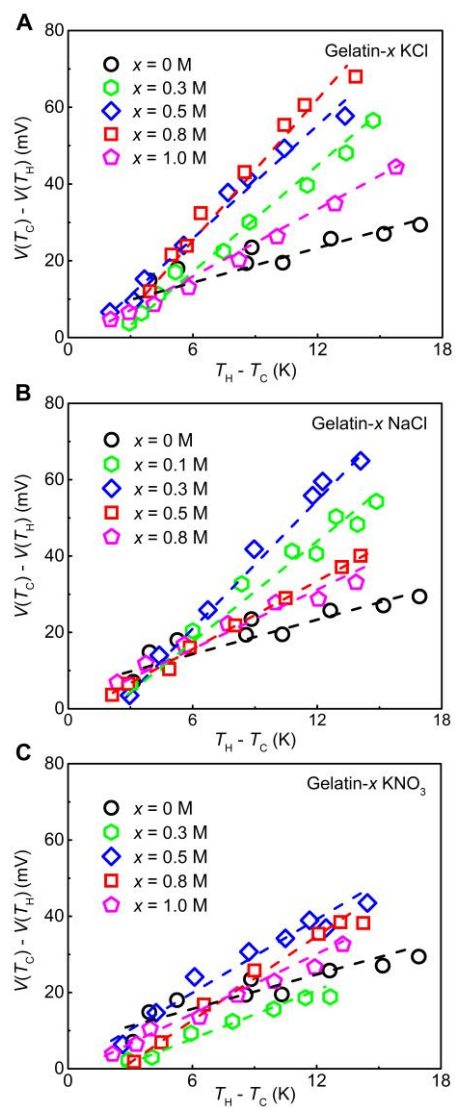 A
Gelatin-x KCl
x = 0 M
x = 0.3 M
x = 0.5 M
x = 0.8 M
x = 1.0 M
V(TC) - V(TH) (mV)
80
60
40
20
0
0
6
12
18
TH - TC (K)
B
Gelatin-x NaCl
x = 0 M
x = 0.1 M
x = 0.3 M
x = 0.5 M
x = 0.8 M
V(TC) - V(TH) (mV)
80
60
40
20
0
0
6
12
18
TH - TC (K)
C
Gelatin-x KNO3
x = 0 M
x = 0.3 M
x = 0.5 M
x = 0.8 M
x = 1.0 M
V(TC) - V(TH) (mV)
80
60
40
20
0
0
6
12
18
TH - TC (K)